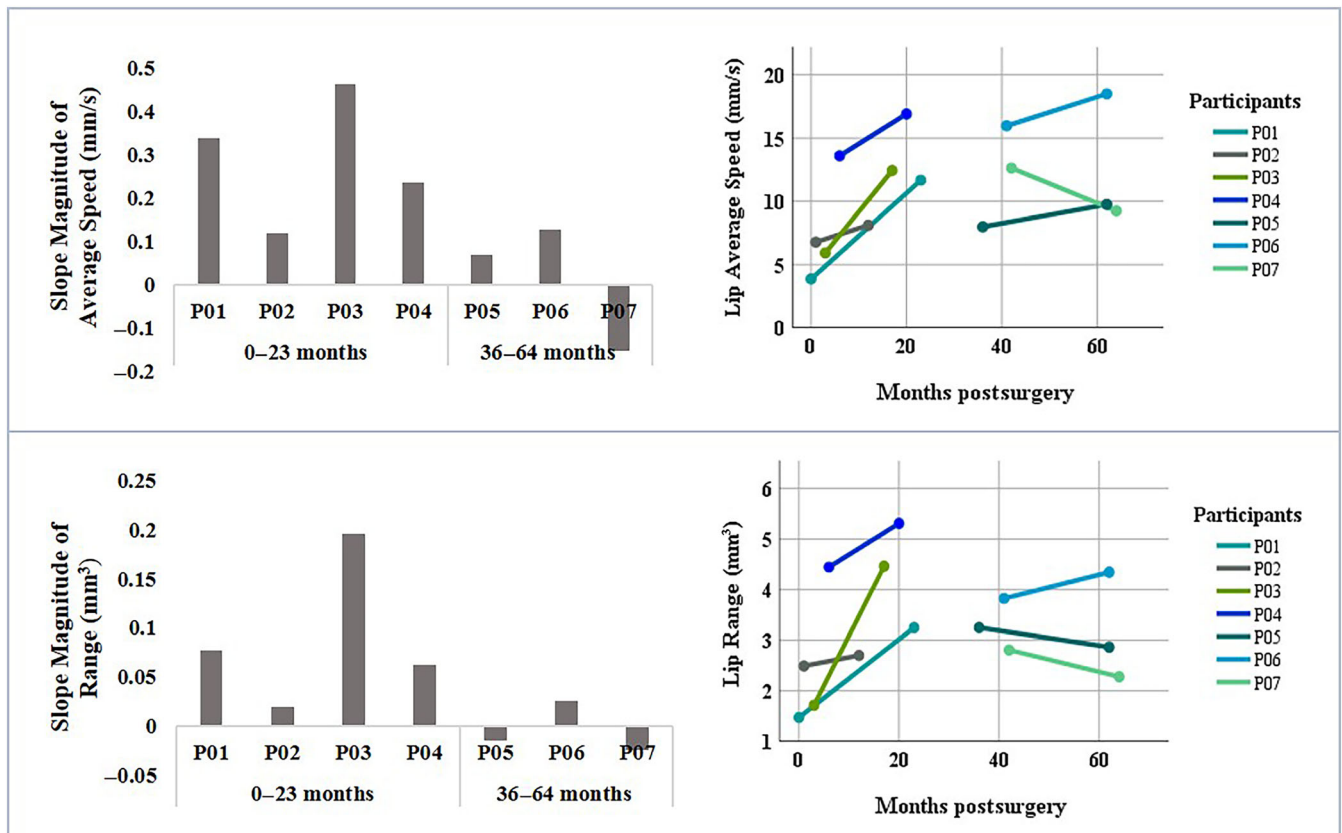 Slope Magnitude of
Average Speed (mm/s)
0.5
0.4
0.3
0.2
0.1
0
–0.1
–0.2
P01 P02 P03 P04 P05 P06 P07
0–23 months 36–64 months
Lip Average Speed (mm/s)
20
15
10
5
0
0 20 40 60
Months postsurgery
Participants
P01
P02
P03
P04
P05
P06
P07
Slope Magnitude of
Range (mm³)
0.25
0.2
0.15
0.1
0.05
0
–0.05
P01 P02 P03 P04 P05 P06 P07
0–23 months 36–64 months
Lip Range (mm³)
6
5
4
3
2
1
0 20 40 60
Months postsurgery
Participants
P01
P02
P03
P04
P05
P06
P07